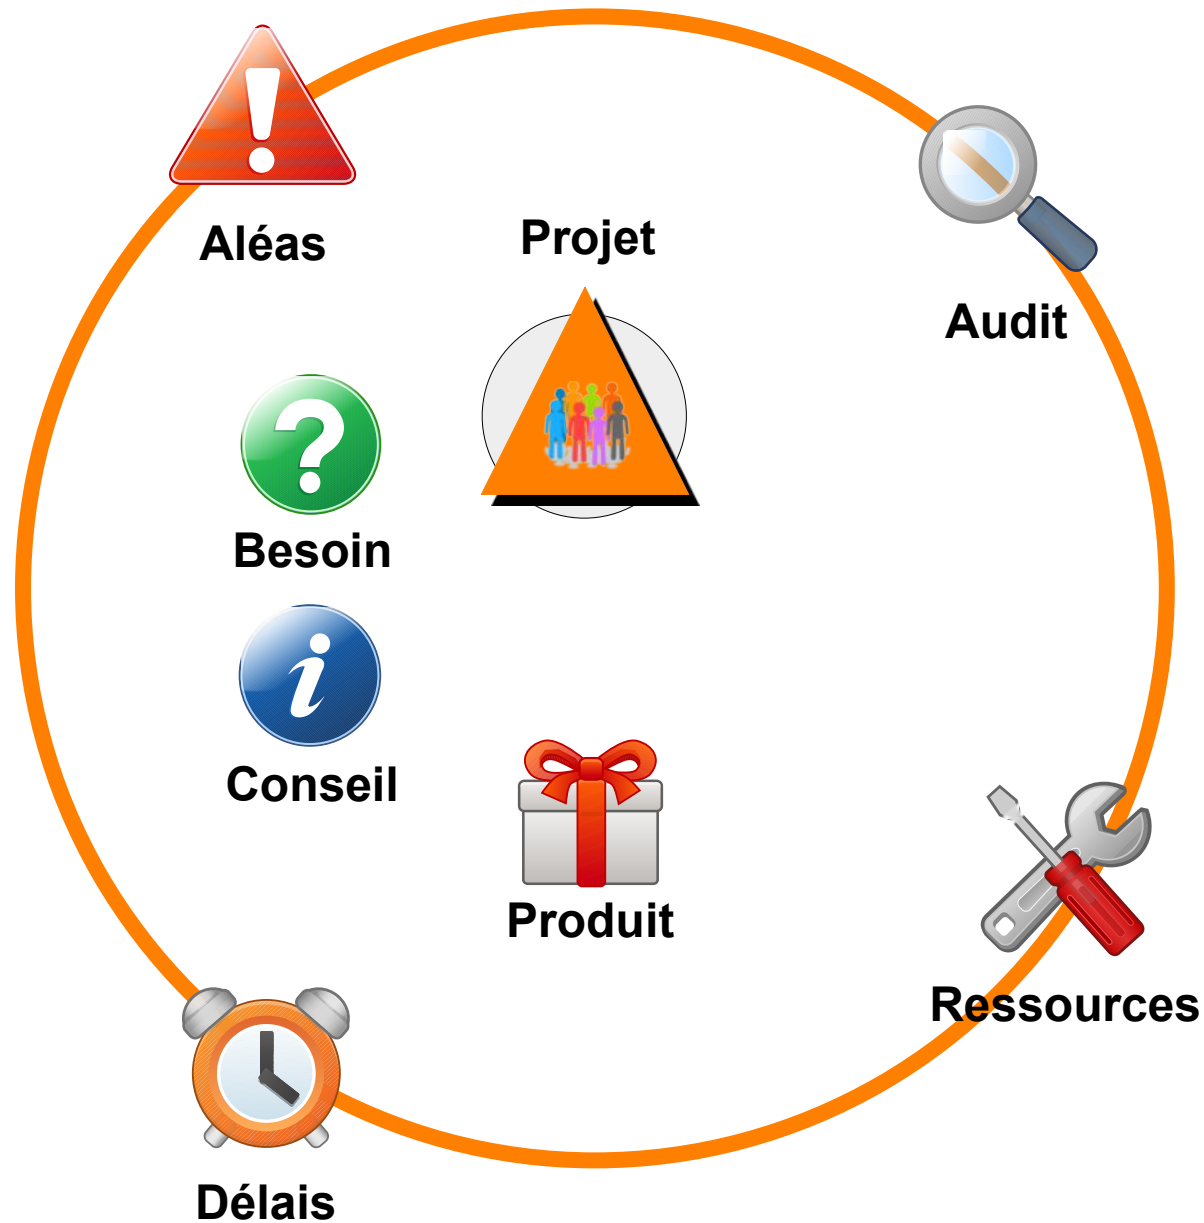 Aléas
Projet
Audit
Besoin
Conseil
Produit
Ressources
Délais